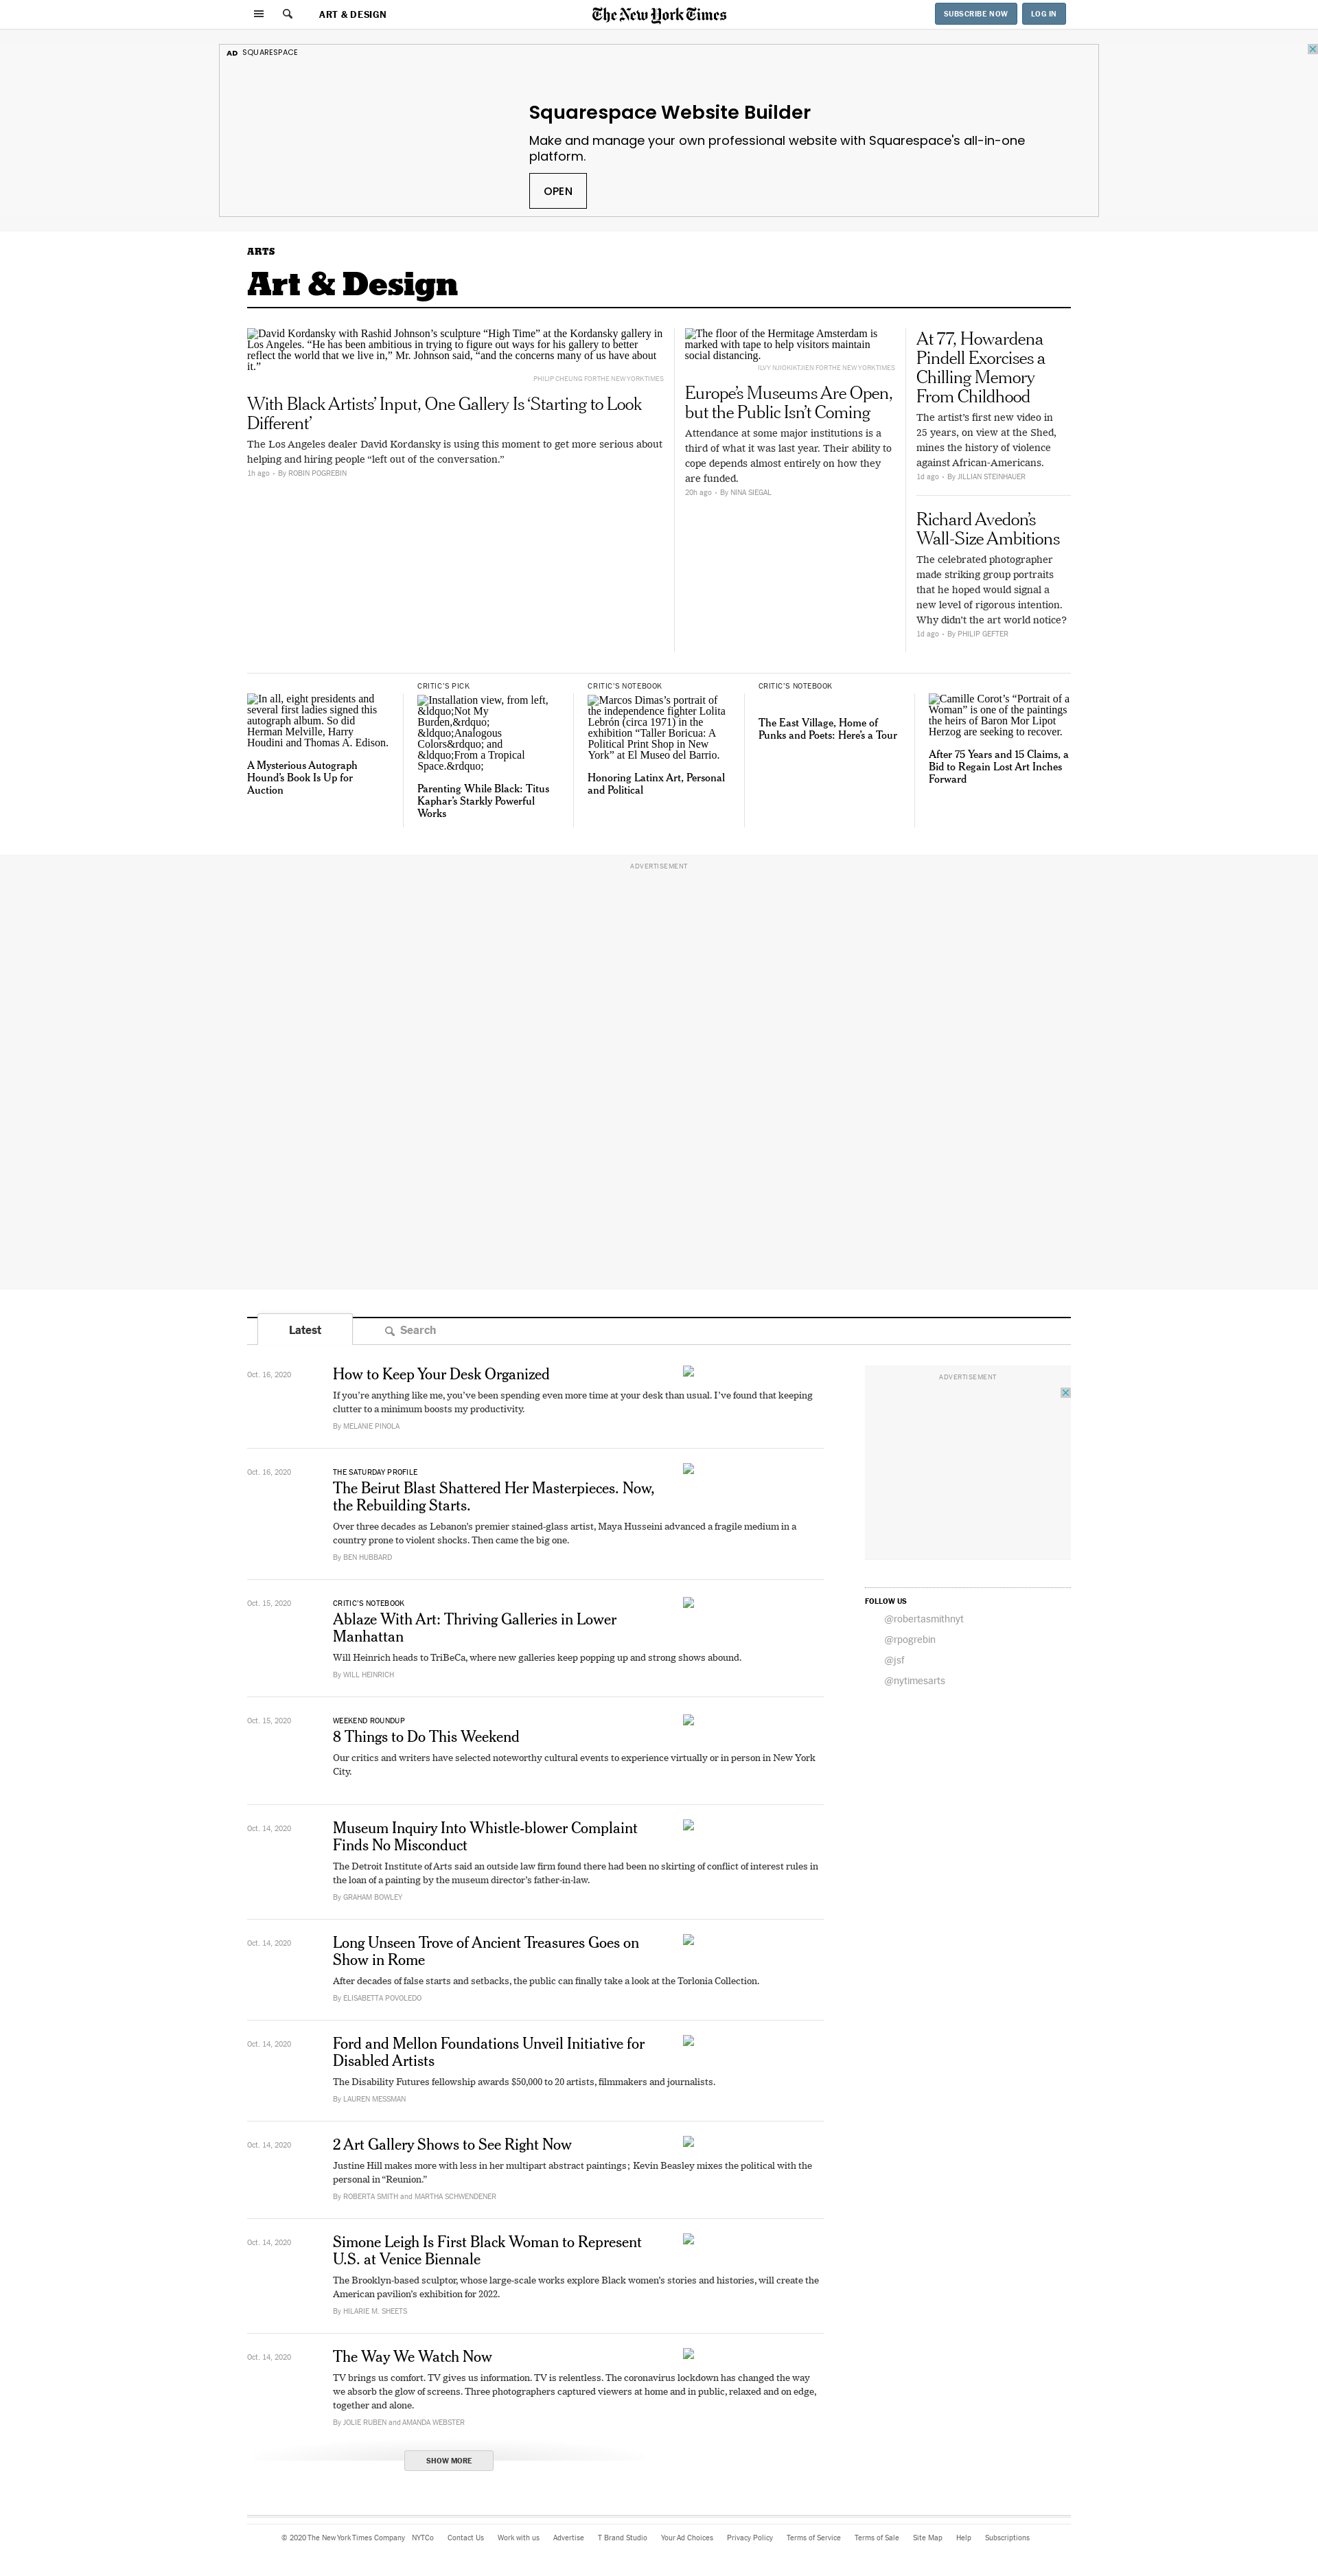 ART & DESIGN
The New York Times
SUBSCRIBE NOW
LOG IN
AD SQUARESPACE
Squarespace Website Builder
Make and manage your own professional website with Squarespace's all-in-one
platform.
OPEN
ARTS
Art & Design
David Kordansky with Rashid Johnson’s sculpture “High Time” at the Kordansky gallery in
Los Angeles. “He has been ambitious in trying to figure out ways for his gallery to better
reflect the world that we live in,” Mr. Johnson said, “and the concerns many of us have about
it.”
PHILIP CHEUNG FOR THE NEW YORK TIMES
With Black Artists’ Input, One Gallery Is ‘Starting to Look
Different’
The Los Angeles dealer David Kordansky is using this moment to get more serious about
helping and hiring people “left out of the conversation.”
1h ago • By ROBIN POGREBIN
The floor of the Hermitage Amsterdam is
marked with tape to help visitors maintain
social distancing.
ILVY NJIOKIKTJIEN FOR THE NEW YORK TIMES
Europe’s Museums Are Open,
but the Public Isn’t Coming
Attendance at some major institutions is a
third of what it was last year. Their ability to
cope depends almost entirely on how they
are funded.
20h ago • By NINA SIEGAL
At 77, Howardena
Pindell Exorcises a
Chilling Memory
From Childhood
The artist’s first new video in
25 years, on view at the Shed,
mines the history of violence
against African-Americans.
1d ago • By JILLIAN STEINHAUER
Richard Avedon’s
Wall-Size Ambitions
The celebrated photographer
made striking group portraits
that he hoped would signal a
new level of rigorous intention.
Why didn’t the art world notice?
1d ago • By PHILIP GEFTER
In all, eight presidents and
several first ladies signed this
autograph album. So did
Herman Melville, Harry
Houdini and Thomas A. Edison.
A Mysterious Autograph
Hound’s Book Is Up for
Auction
CRITIC’S PICK
Installation view, from left,
&ldquo;Not My
Burden,&rdquo;
&ldquo;Analogous
Colors&rdquo; and
&ldquo;From a Tropical
Space.&rdquo;
Parenting While Black: Titus
Kaphar’s Starkly Powerful
Works
CRITIC’S NOTEBOOK
Marcos Dimas’s portrait of
the independence fighter Lolita
Lebrón (circa 1971) in the
exhibition “Taller Boricua: A
Political Print Shop in New
York” at El Museo del Barrio.
Honoring Latinx Art, Personal
and Political
CRITIC’S NOTEBOOK
The East Village, Home of
Punks and Poets: Here’s a Tour
Camille Corot’s “Portrait of a
Woman” is one of the paintings
the heirs of Baron Mor Lipot
Herzog are seeking to recover.
After 75 Years and 15 Claims, a
Bid to Regain Lost Art Inches
Forward
ADVERTISEMENT
Latest
Search
Oct. 16, 2020
How to Keep Your Desk Organized
If you’re anything like me, you’ve been spending even more time at your desk than usual. I’ve found that keeping
clutter to a minimum boosts my productivity.
By MELANIE PINOLA
Oct. 16, 2020
THE SATURDAY PROFILE
The Beirut Blast Shattered Her Masterpieces. Now,
the Rebuilding Starts.
Over three decades as Lebanon’s premier stained-glass artist, Maya Husseini advanced a fragile medium in a
country prone to violent shocks. Then came the big one.
By BEN HUBBARD
Oct. 15, 2020
CRITIC’S NOTEBOOK
Ablaze With Art: Thriving Galleries in Lower
Manhattan
Will Heinrich heads to TriBeCa, where new galleries keep popping up and strong shows abound.
By WILL HEINRICH
Oct. 15, 2020
WEEKEND ROUNDUP
8 Things to Do This Weekend
Our critics and writers have selected noteworthy cultural events to experience virtually or in person in New York
City.
Oct. 14, 2020
Museum Inquiry Into Whistle-blower Complaint
Finds No Misconduct
The Detroit Institute of Arts said an outside law firm found there had been no skirting of conflict of interest rules in
the loan of a painting by the museum director’s father-in-law.
By GRAHAM BOWLEY
Oct. 14, 2020
Long Unseen Trove of Ancient Treasures Goes on
Show in Rome
After decades of false starts and setbacks, the public can finally take a look at the Torlonia Collection.
By ELISABETTA POVOLEDO
Oct. 14, 2020
Ford and Mellon Foundations Unveil Initiative for
Disabled Artists
The Disability Futures fellowship awards $50,000 to 20 artists, filmmakers and journalists.
By LAUREN MESSMAN
Oct. 14, 2020
2 Art Gallery Shows to See Right Now
Justine Hill makes more with less in her multipart abstract paintings; Kevin Beasley mixes the political with the
personal in “Reunion.”
By ROBERTA SMITH and MARTHA SCHWENDENER
Oct. 14, 2020
Simone Leigh Is First Black Woman to Represent
U.S. at Venice Biennale
The Brooklyn-based sculptor, whose large-scale works explore Black women’s stories and histories, will create the
American pavilion’s exhibition for 2022.
By HILARIE M. SHEETS
Oct. 14, 2020
The Way We Watch Now
TV brings us comfort. TV gives us information. TV is relentless. The coronavirus lockdown has changed the way
we absorb the glow of screens. Three photographers captured viewers at home and in public, relaxed and on edge,
together and alone.
By JOLIE RUBEN and AMANDA WEBSTER
SHOW MORE
ADVERTISEMENT
FOLLOW US
@robertasmithnyt
@rpogrebin
@jsf
@nytimesarts
© 2020 The New York Times Company NYTCo Contact Us Work with us Advertise T Brand Studio Your Ad Choices Privacy Policy Terms of Service Terms of Sale Site Map Help Subscriptions